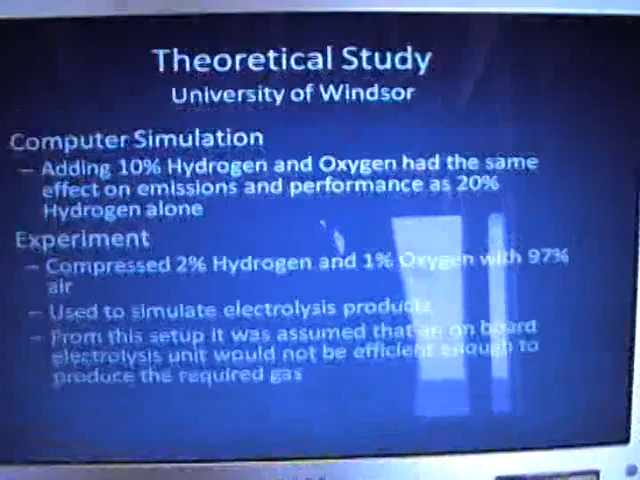 Theoretical Study
University of Windsor
Computer Simulation
– Adding 10% Hydrogen and Oxygen had the same
effect on emissions and performance as 20%
Hydrogen alone
Experiment
– Compressed 2% Hydrogen and 1% Oxygen with 97%
air
– Used to simulate electrolysis products
– From this setup it was assumed that an on board
electrolysis unit would not be efficient enough to
produce the required gas